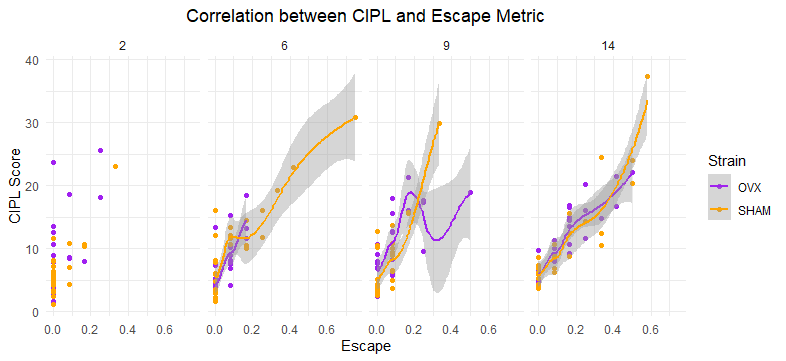 Correlation between CIPL and Escape Metric
2 6 9 14
40
30
20
10
0
CIPL Score
0.0 0.2 0.4 0.6 0.0 0.2 0.4 0.6 0.0 0.2 0.4 0.6 0.0 0.2 0.4 0.6
Escape
Strain
OVX
SHAM